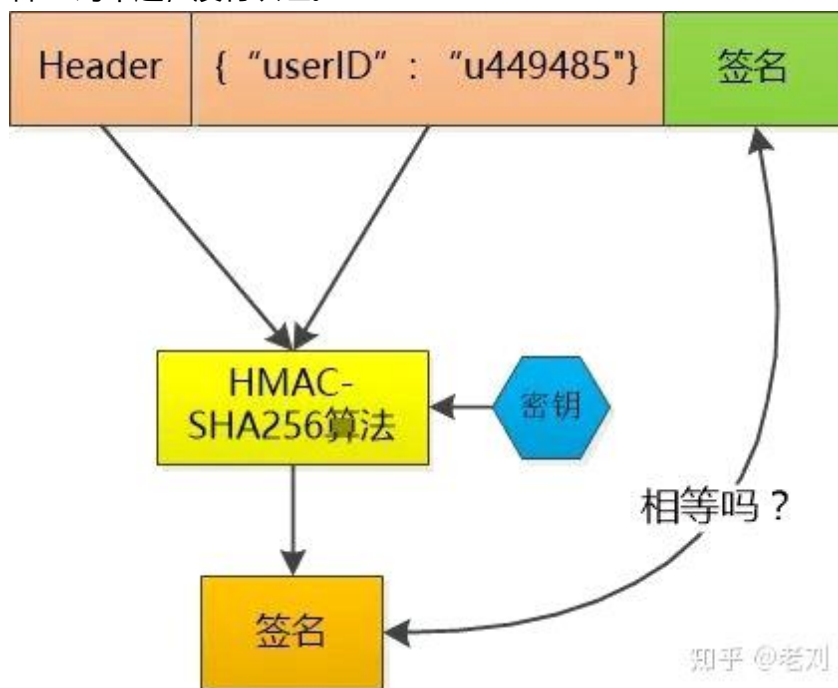 Header
{ “userID” : “u449485"}
签名
HMAC-
SHA256算法
密钥
相等吗？
签名
知乎 @老刘